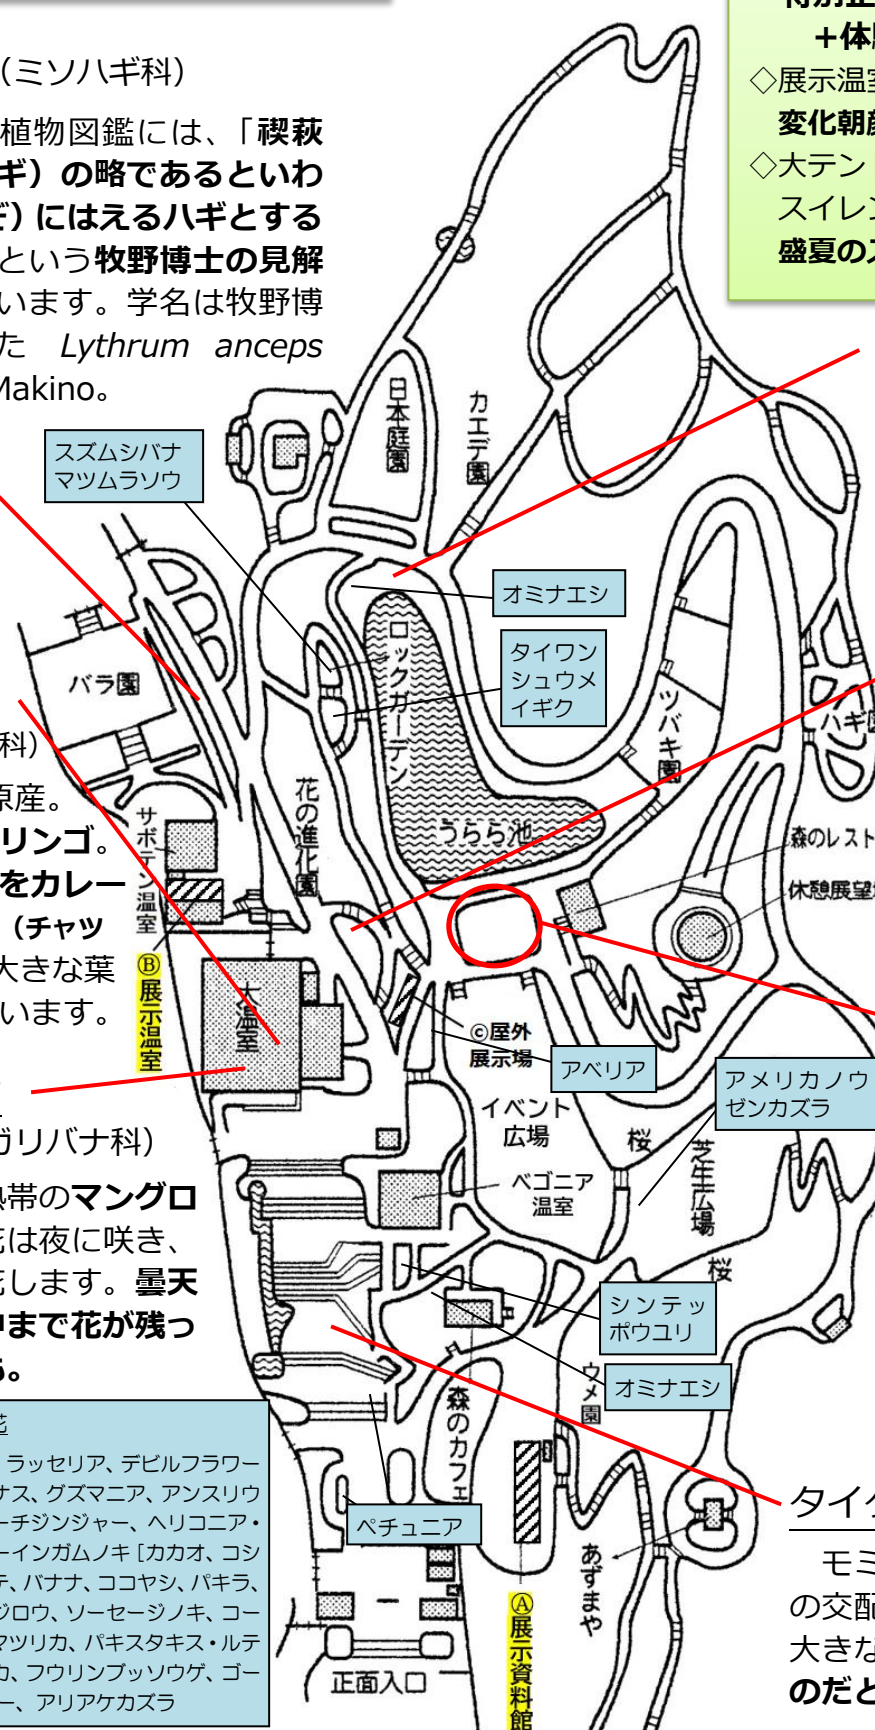 ＋体
◇展示温室
変化朝顔
◇大テント
スイレン
盛夏のス
（ミソハギ科）
植物図鑑には、「禊萩
ギ）の略であるといわ
にはえるハギとする
という牧野博士の見解
います。学名は牧野博
た Lythrum anceps
Makino。
スズムシバナ
マツムラソウ
日本庭園
カエデ園
オミナエシ
タイワン
シュウメ
イギク
ロックガーデン
バラ園
ツバキ園
ハギ園
科）
原産。
リンゴ。
をカレー
（チャツ
大きな葉
います。
花の進化園
うらら池
サボテン温室
森のレスト
休憩展望
Ⓑ展示温室
大温室
©屋外
展示場
アベリア
アメリカノウ
ゼンカズラ
イベント
広場
桜
芝生広場
ベゴニア
温室
桜
ガリバナ科）
熱帯のマングロ
花は夜に咲き、
花します。曇天
中まで花が残っ
。
シンテッ
ポウユリ
オミナエシ
ウメ園
森のカフェ
花
ラッセリア、デビルフラワー
ナス、グズマニア、アンスリウ
ーチジンジャー、ヘリコニア・
ーインガムノキ［カカオ、コシ
テ、バナナ、ココヤシ、パキラ、
ジロウ、ソーセージノキ、コー
マツリカ、パキスタキス・ルテ
カ、フウリンブッソウゲ、ゴー
ー、アリアケカズラ
ペチュニア
あずまや
Ⓐ展示資料館
正面入口
タイ
モミ
の交配
大きな
のだと